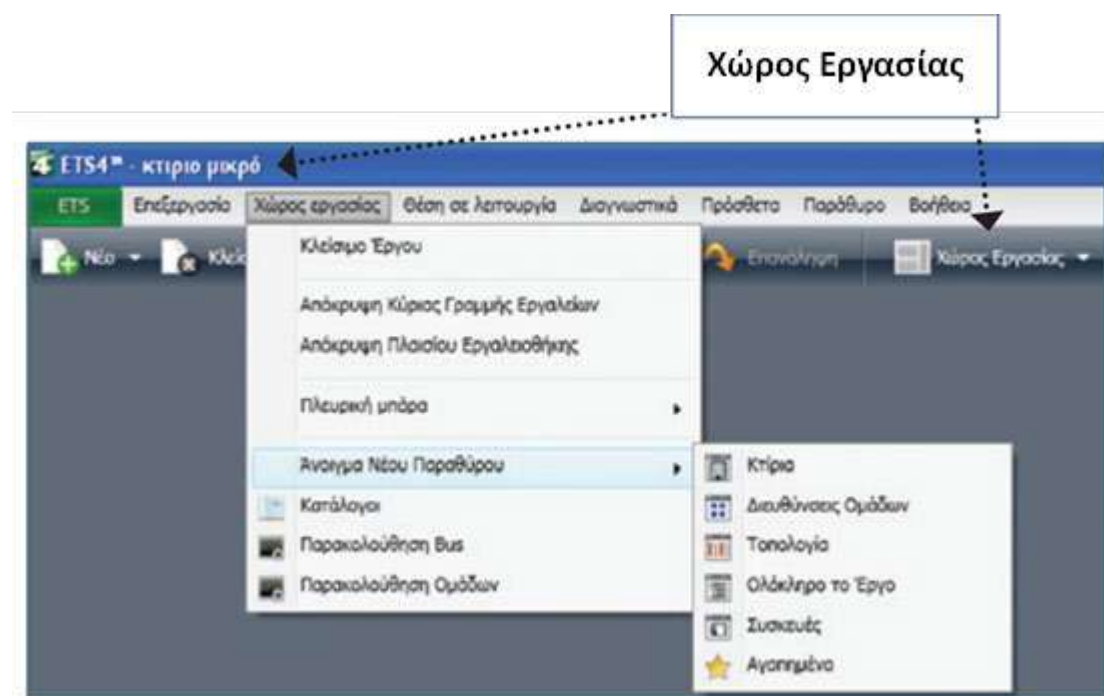 Χώρος Εργασίας
ETS4™ - κτιριο μικρό
ETS Επεξεργασία Χώρος εργασίας Θέση σε λειτουργία Διαγνωστικά Πρόσθετα Παράθυρο Βοήθεια
Νέο Κλεί Επανάληψη Χώρος Εργασίας
Κλείσιμο Έργου
Απόκρυψη Κύριας Γραμμής Εργαλείων
Απόκρυψη Πλαισίου Εργαλειοθήκης
Πλευρική μπάρα
Άνοιγμα Νέου Παραθύρου
Κατάλογοι
Παρακολούθηση Bus
Παρακολούθηση Ομάδων
Κτίρια
Διευθύνσεις Ομάδων
Τοπολογία
Ολόκληρο το Έργο
Συσκευές
Αγαπημένα